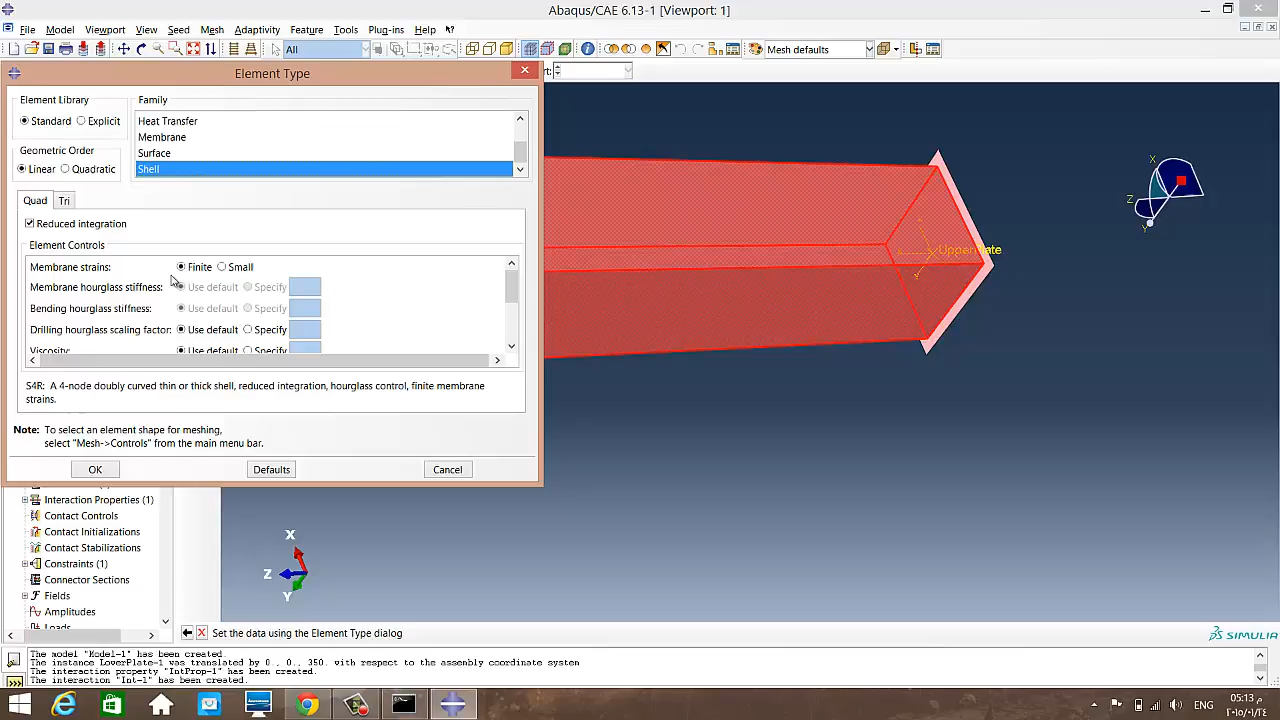 Abaqus/CAE 6.13-1 [Viewport: 1]
File Model Viewport View Seed Mesh Adaptivity Feature Tools Plug-ins Help
All
Mesh defaults
Element Type
Element Library
Standard Explicit
Geometric Order
Linear Quadratic
Family
Heat Transfer
Membrane
Surface
Shell
Quad Tri
Reduced integration
Element Controls
Membrane strains: Finite Small
Membrane hourglass stiffness: Use default Specify
Bending hourglass stiffness: Use default Specify
Drilling hourglass scaling factor: Use default Specify
Viscosity: Use default Specify
S4R: A 4-node doubly curved thin or thick shell, reduced integration, hourglass control, finite membrane
strains.
Note: To select an element shape for meshing,
select "Mesh->Controls" from the main menu bar.
OK Defaults Cancel
X
Z
Y
X
Z
Y
Interaction Properties (1)
Contact Controls
Contact Initializations
Contact Stabilizations
Constraints (1)
Connector Sections
Fields
Amplitudes
Loads
Set the data using the Element Type dialog
SIMULIA
The model "Model-1" has been created.
The instance LoverPlate-1 was translated by 0., 0., 350. with respect to the assembly coordinate system
The interaction property "IntProp-1" has been created.
The interaction "Int-1" has been created.
ENG